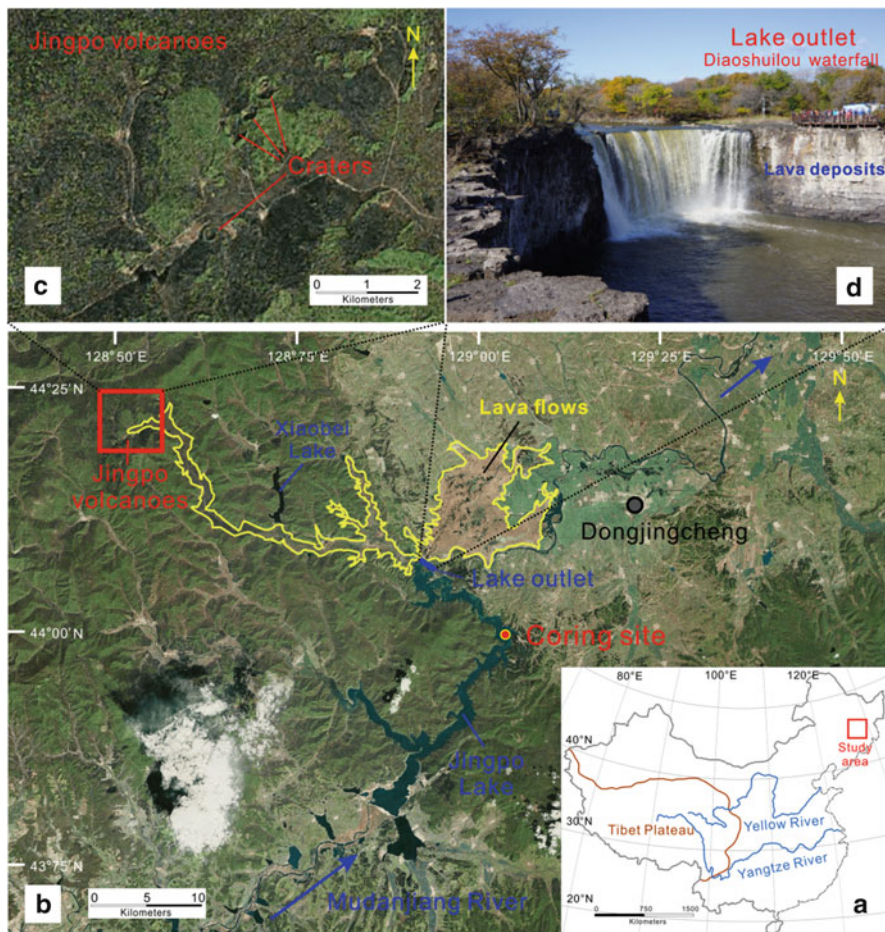 Jingpo volcanoes
N
Craters
0 1 2
Kilometers
c
Lake outlet
Diaoshuilou waterfall
Lava deposits
d
128°50'E
128°75'E
129°00'E
129°25'E
129°50'E
44°25'N
N
Lava flows
Xiaobei
Lake
Jingpo
volcanoes
Dongjingcheng
Lake outlet
44°00'N
Coring site
Jingpo
Lake
43°75'N
b
0 5 10
Kilometers
Mudanjiang River
80°E
100°E
120°E
40°N
30°N
20°N
Study
area
Tibet Plateau
Yellow River
Yangtze River
0 750 1500
Kilometers
a